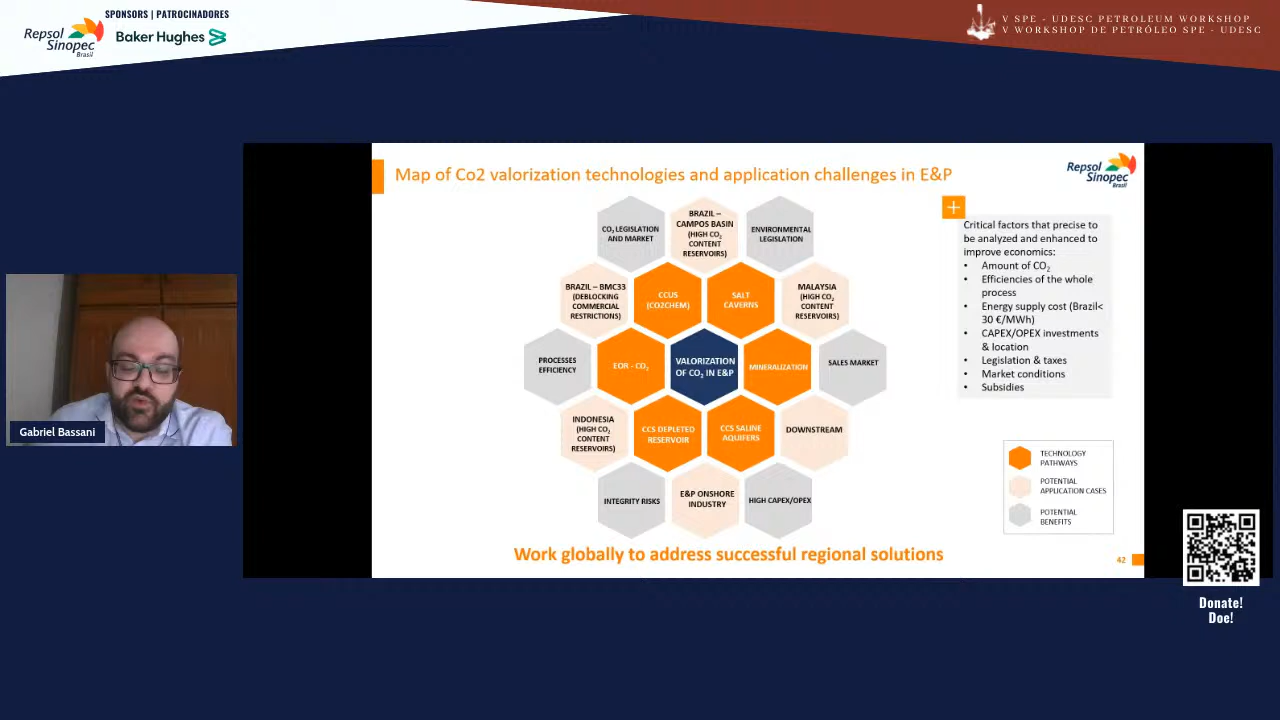 SPONSORS | PATROCINADORES
Repsol
Sinopec
Brasil
Baker Hughes
V SPE - UDESC PETROLEUM WORKSHOP
V WORKSHOP DE PETRÓLEO SPE - UDESC
Map of Co2 valorization technologies and application challenges in E&P
Repsol
Sinopec
Brasil
CO₂ LEGISLATION
AND MARKET
BRAZIL –
CAMPOS BASIN
(HIGH CO₂
CONTENT
RESERVOIRS)
ENVIRONMENTAL
LEGISLATION
BRAZIL – BMC33
(DEBLOCKING
COMMERCIAL
RESTRICTIONS)
CCUS
(CO2CHEM)
SALT
CAVERNS
MALAYSIA
(HIGH CO₂
CONTENT
RESERVOIRS)
PROCESSES
EFFICIENCY
EOR - CO₂
VALORIZATION
OF CO₂ IN E&P
MINERALIZATION
SALES MARKET
INDONESIA
(HIGH CO₂
CONTENT
RESERVOIRS)
CCS DEPLETED
RESERVOIR
CCS SALINE
AQUIFERS
DOWNSTREAM
INTEGRITY RISKS
E&P ONSHORE
INDUSTRY
HIGH CAPEX/OPEX
+
Critical factors that precise to
be analyzed and enhanced to
improve economics:
• Amount of CO₂
• Efficiencies of the whole
process
• Energy supply cost (Brazil<
30 €/MWh)
• CAPEX/OPEX investments
& location
• Legislation & taxes
• Market conditions
• Subsidies
TECHNOLOGY
PATHWAYS
POTENTIAL
APPLICATION CASES
POTENTIAL
BENEFITS
Work globally to address successful regional solutions
42
Gabriel Bassani
Donate!
Doe!